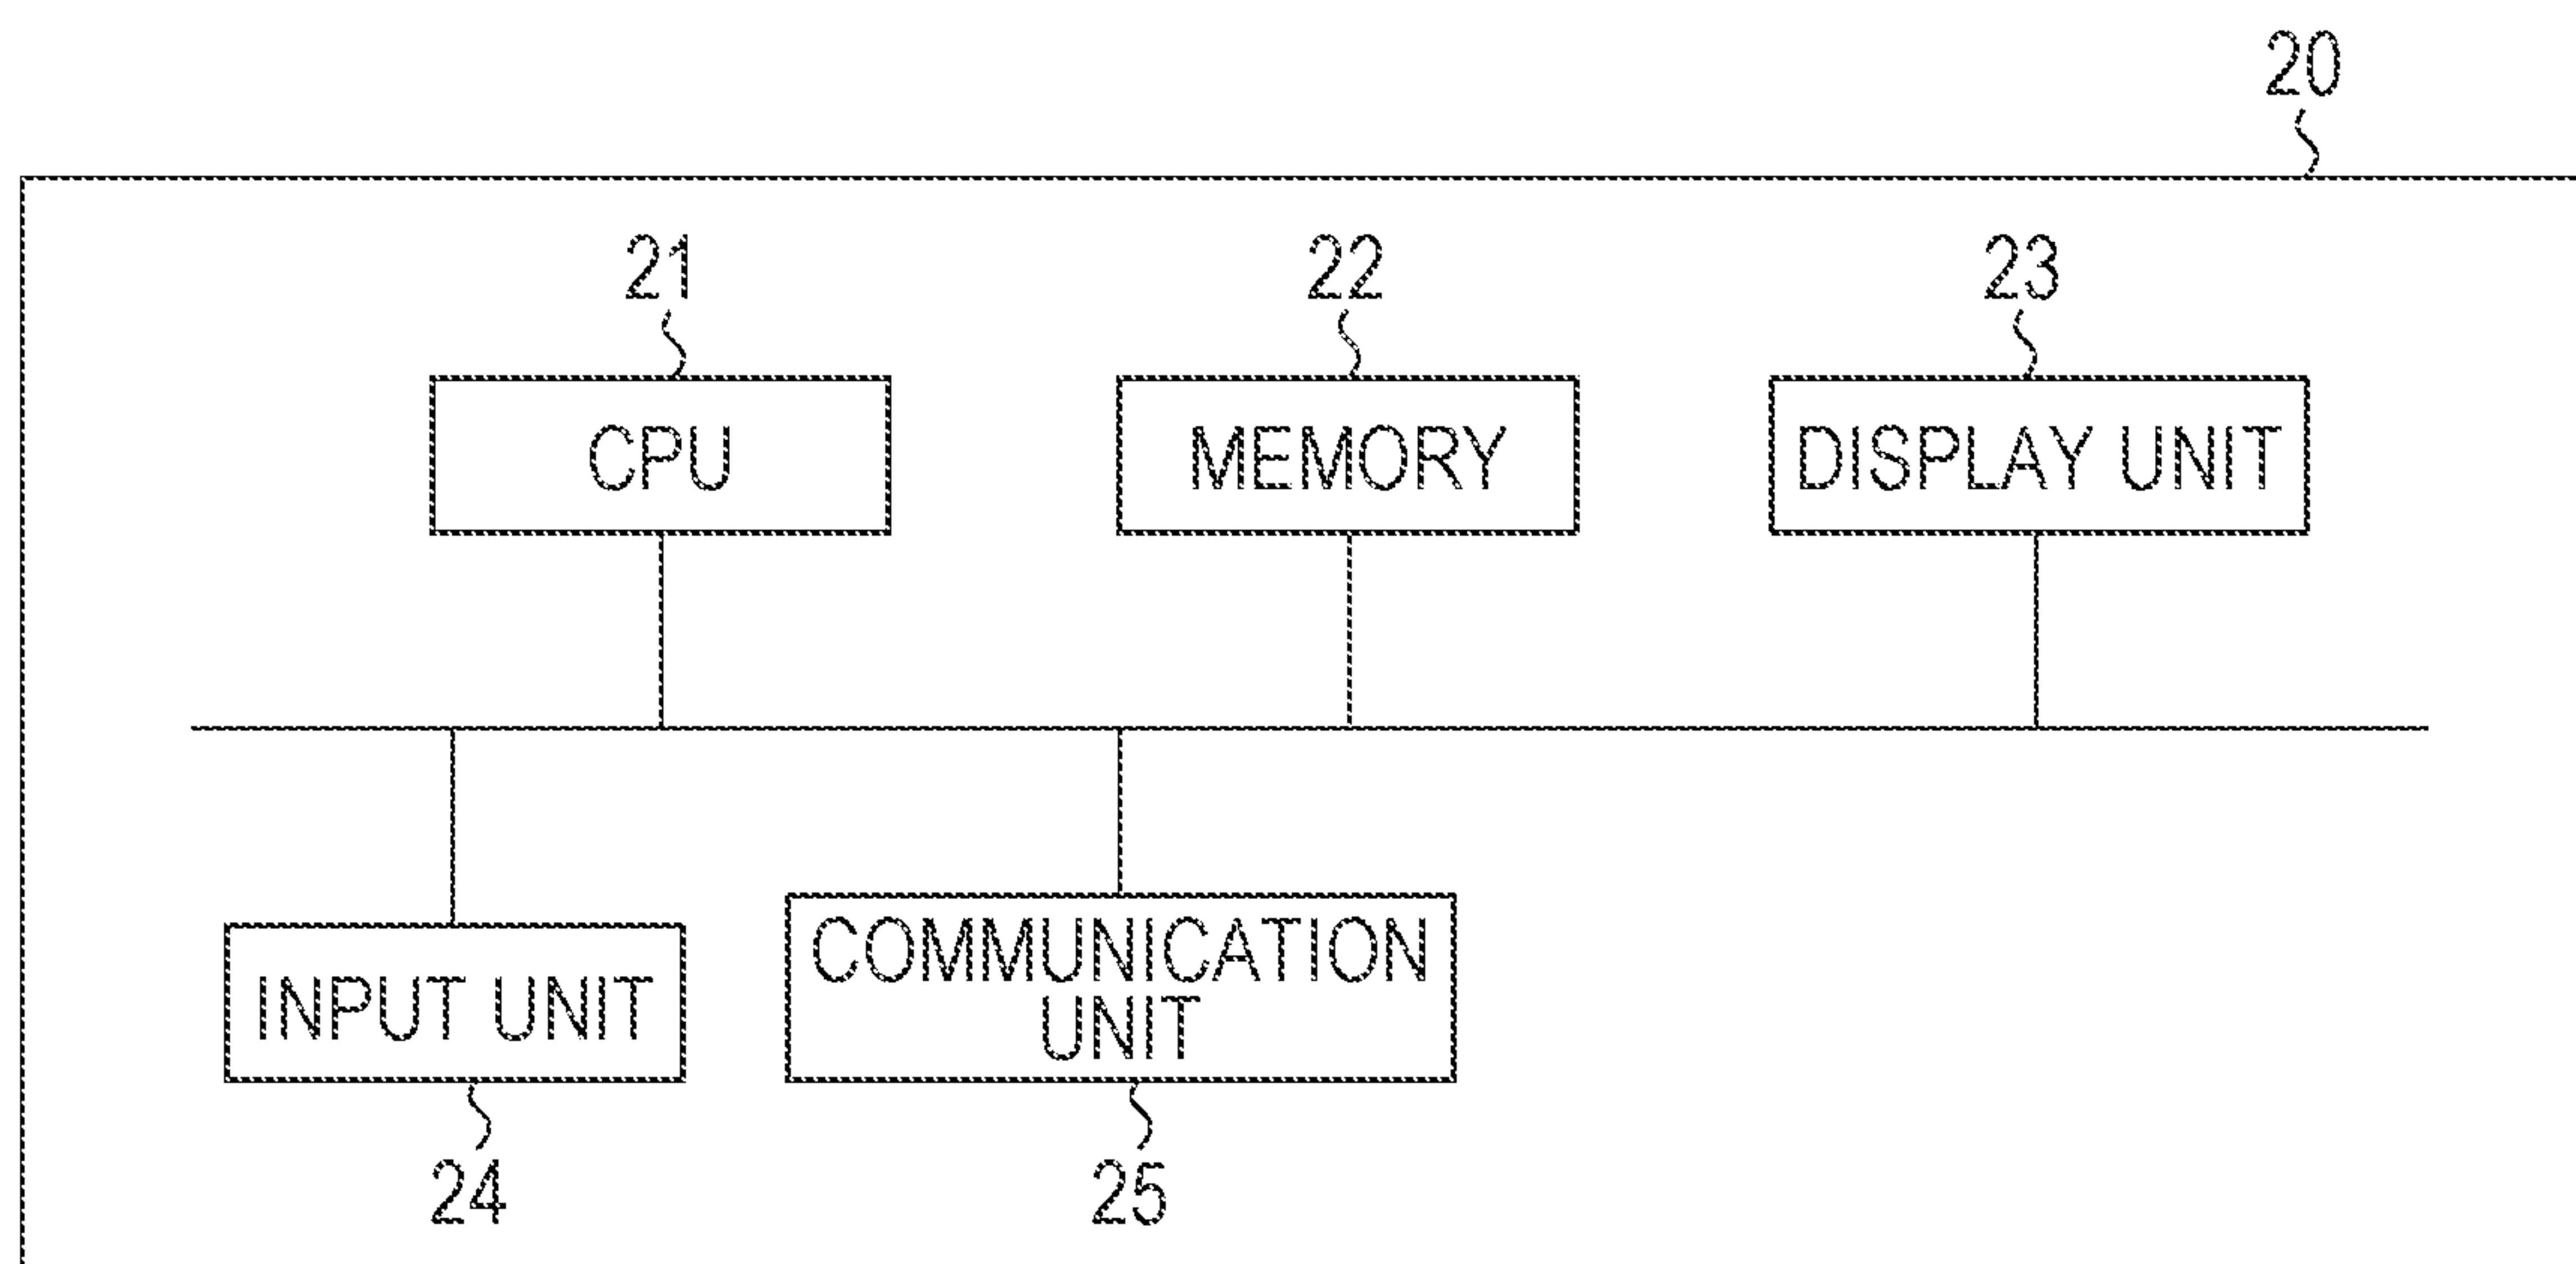 20
21
22
23
CPU
MEMORY
DISPLAY UNIT
INPUT UNIT
COMMUNICATION
UNIT
24
25